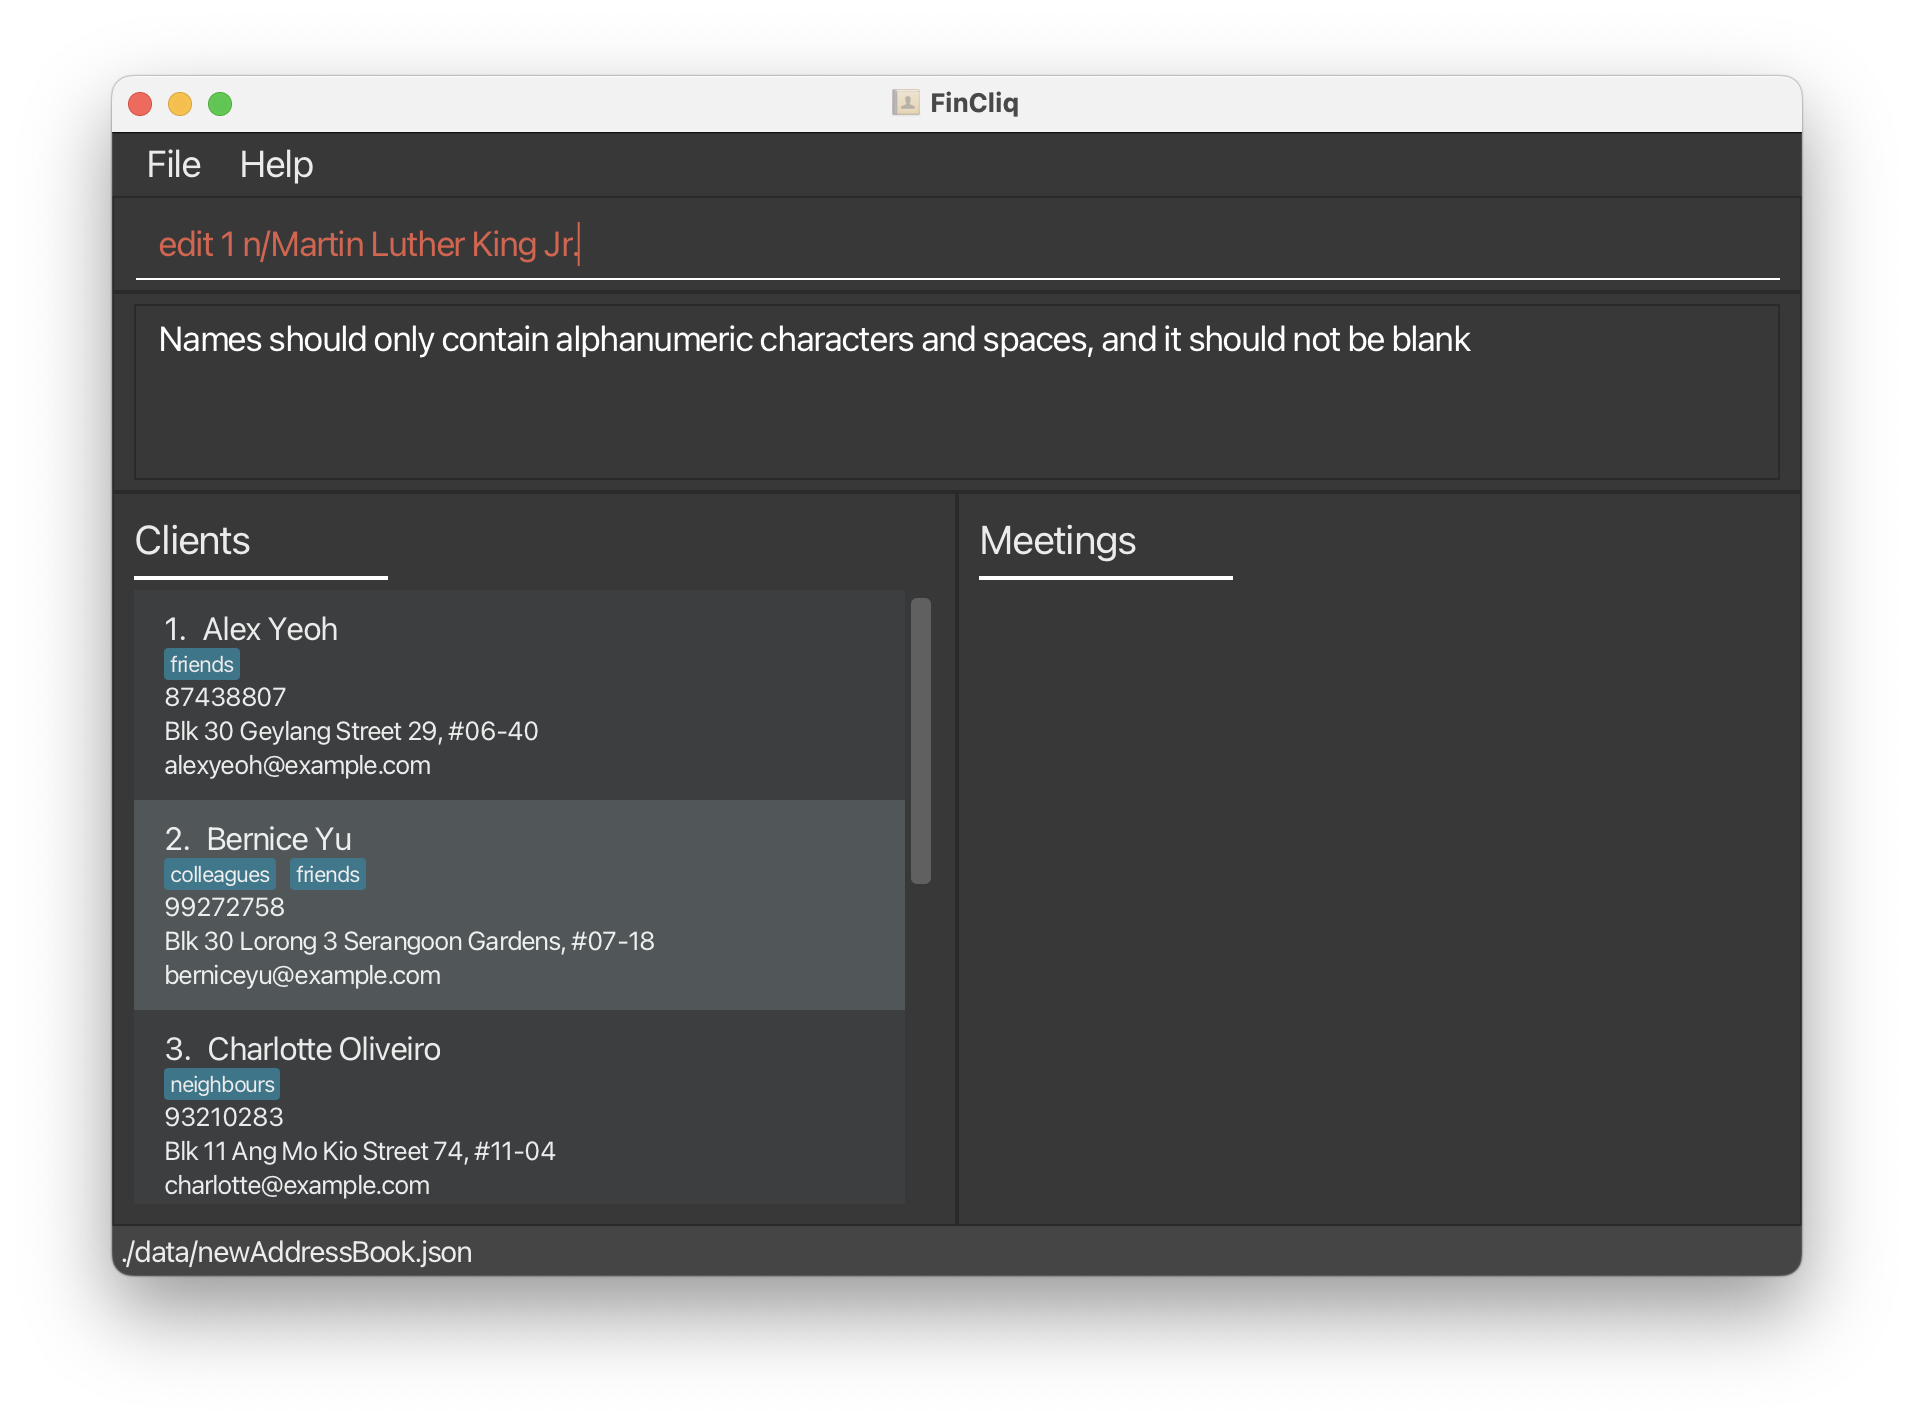 FinCliq
File Help
edit 1 n/Martin Luther King Jr.
Names should only contain alphanumeric characters and spaces, and it should not be blank
Clients
1. Alex Yeoh
friends
87438807
Blk 30 Geylang Street 29, #06-40
alexyeoh@example.com
2. Bernice Yu
colleagues friends
99272758
Blk 30 Lorong 3 Serangoon Gardens, #07-18
berniceyu@example.com
3. Charlotte Oliveiro
neighbours
93210283
Blk 11 Ang Mo Kio Street 74, #11-04
charlotte@example.com
Meetings
./data/newAddressBook.json